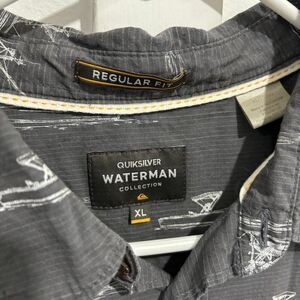 REGULAR FIT
QUIKSILVER
WATERMAN
COLLECTION
XL